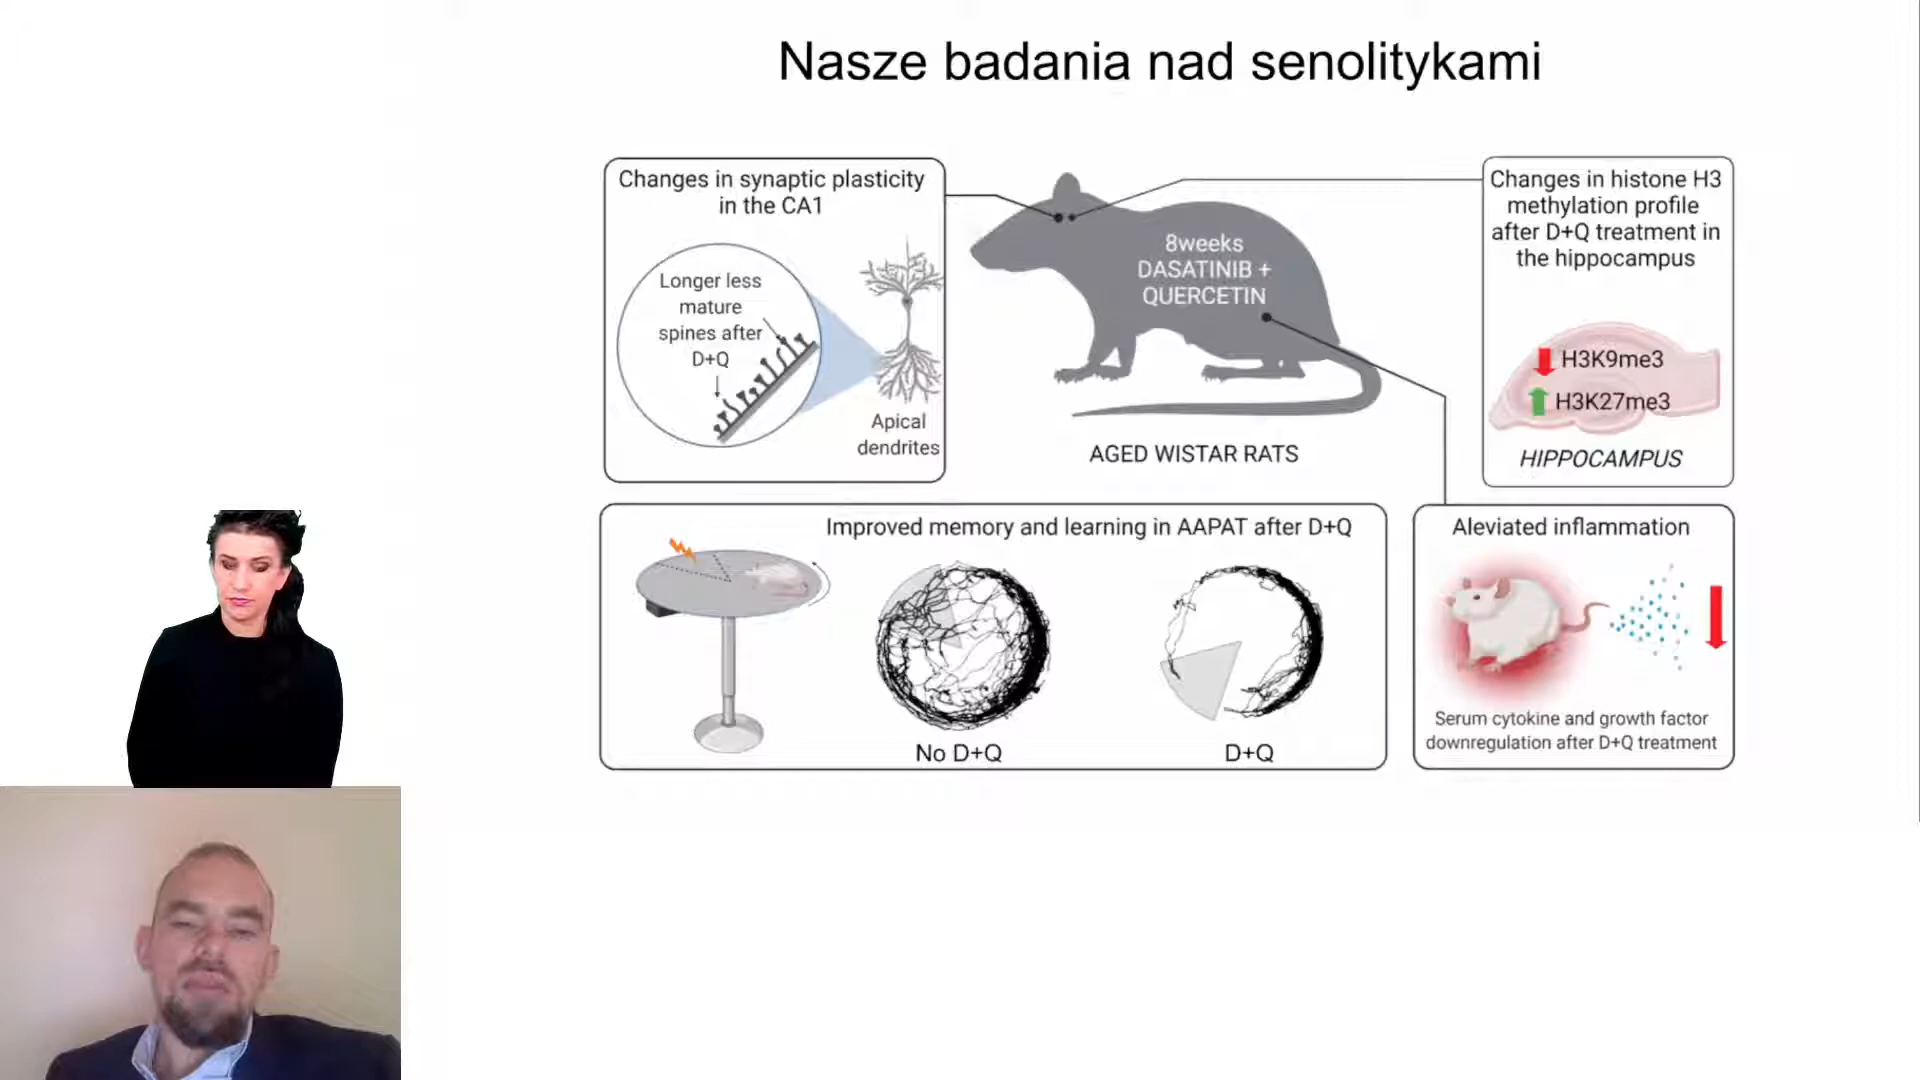 Nasze badania nad senolitykami
Changes in synaptic plasticity
in the CA1
Longer less
mature
spines after
D+Q
Apical
dendrites
8weeks
DASATINIB +
QUERCETIN
AGED WISTAR RATS
Changes in histone H3
methylation profile
after D+Q treatment in
the hippocampus
H3K9me3
H3K27me3
HIPPOCAMPUS
Improved memory and learning in AAPAT after D+Q
No D+Q
D+Q
Aleviated inflammation
Serum cytokine and growth factor
downregulation after D+Q treatment